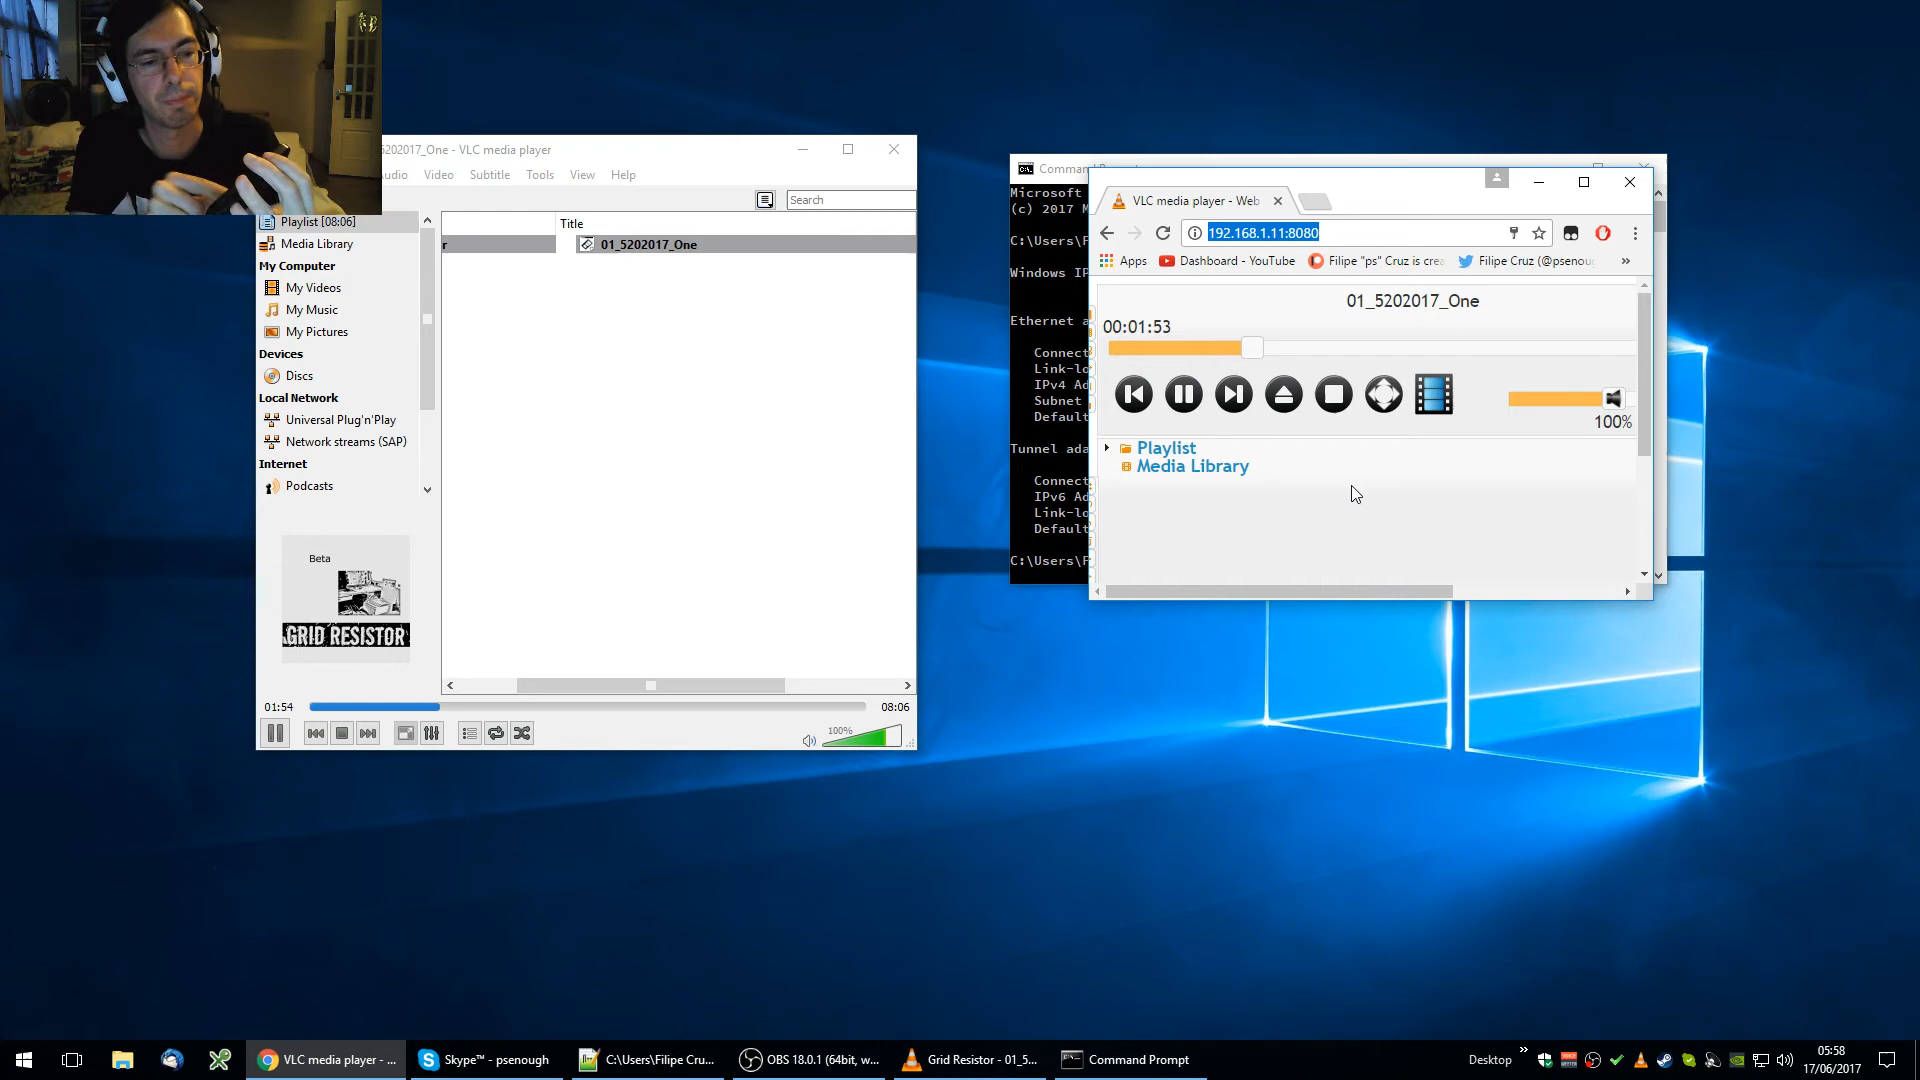 5202017_One - VLC media player
Video
Subtitle
Tools
View
Help
Search
Playlist [08:06]
Media Library
My Computer
My Videos
My Music
My Pictures
Devices
Discs
Local Network
Universal Plug'n'Play
Network streams (SAP)
Internet
Podcasts
Title
01_5202017_One
Beta
GRID RESISTOR
01:54
08:06
100%
Microsoft
(c) 2017 M
C:\Users\F
Windows IP
Ethernet a
Connect
Link-lo
IPv4 Ad
Subnet
Default
Tunnel ada
Connect
IPv6 Ad
Link-lo
Default
C:\Users\F
VLC media player - Web
192.168.1.11:8080
Apps
Dashboard - YouTube
Filipe "ps" Cruz is crea
Filipe Cruz (@psenou
»
01_5202017_One
00:01:53
100%
Playlist
Media Library
VLC media player - ...
Skype™ - psenough
C:\Users\Filipe Cru...
OBS 18.0.1 (64bit, w...
Grid Resistor - 01_5...
Command Prompt
Desktop
»
05:58
17/06/2017